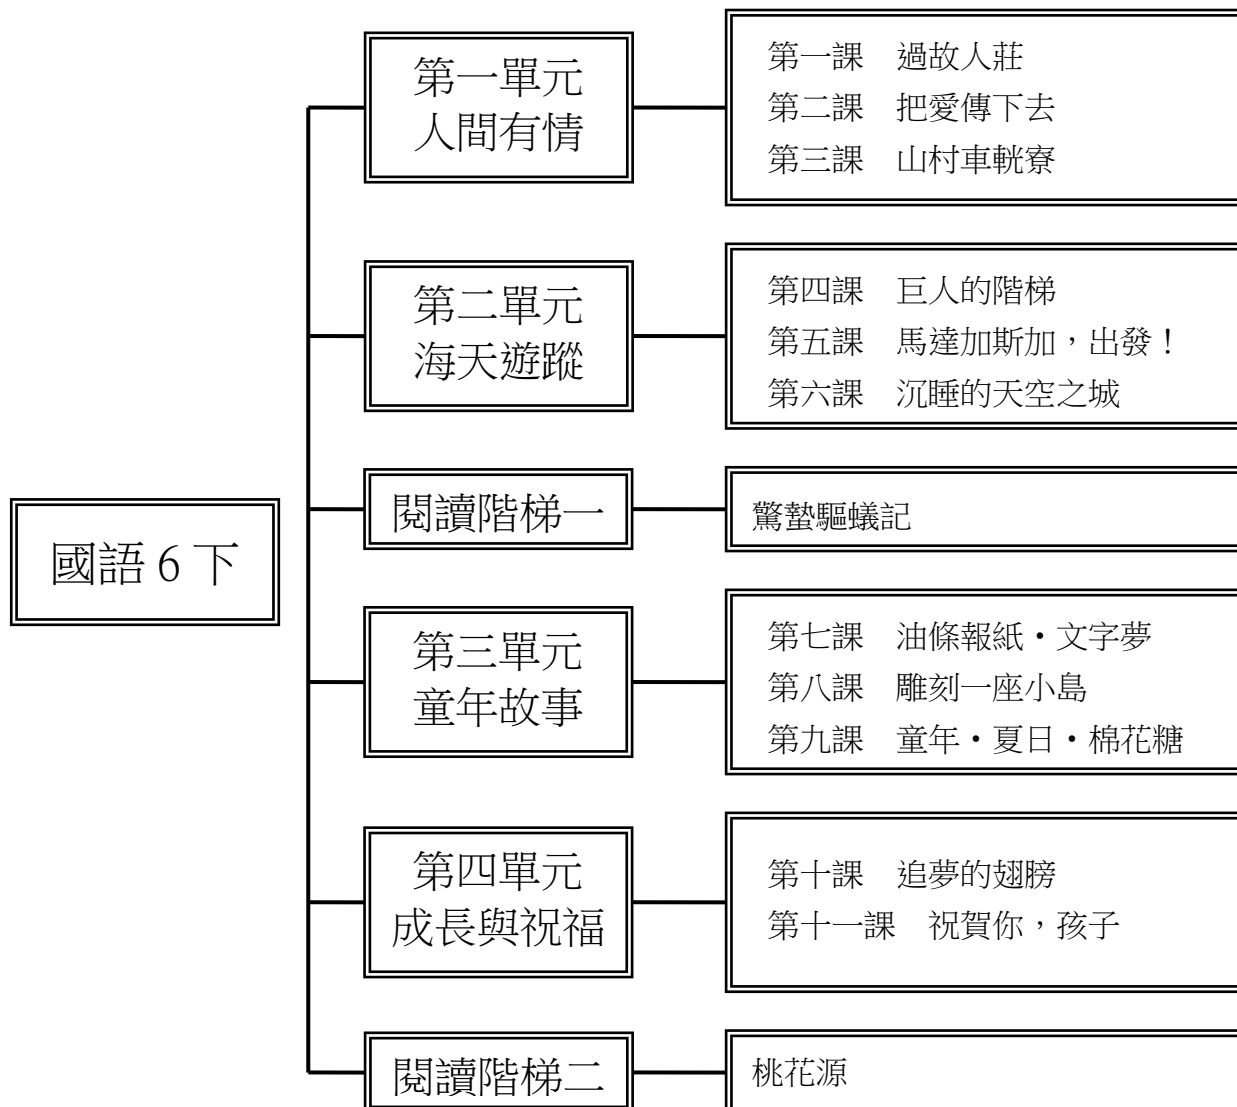 國語 6 下
第一單元
人間有情
第一課　過故人莊
第二課　把愛傳下去
第三課　山村車輄寮
第二單元
海天遊蹤
第四課　巨人的階梯
第五課　馬達加斯加，出發！
第六課　沉睡的天空之城
閱讀階梯一
驚蟄驅蟻記
第三單元
童年故事
第七課　油條報紙・文字夢
第八課　雕刻一座小島
第九課　童年・夏日・棉花糖
第四單元
成長與祝福
第十課　追夢的翅膀
第十一課　祝賀你，孩子
閱讀階梯二
桃花源